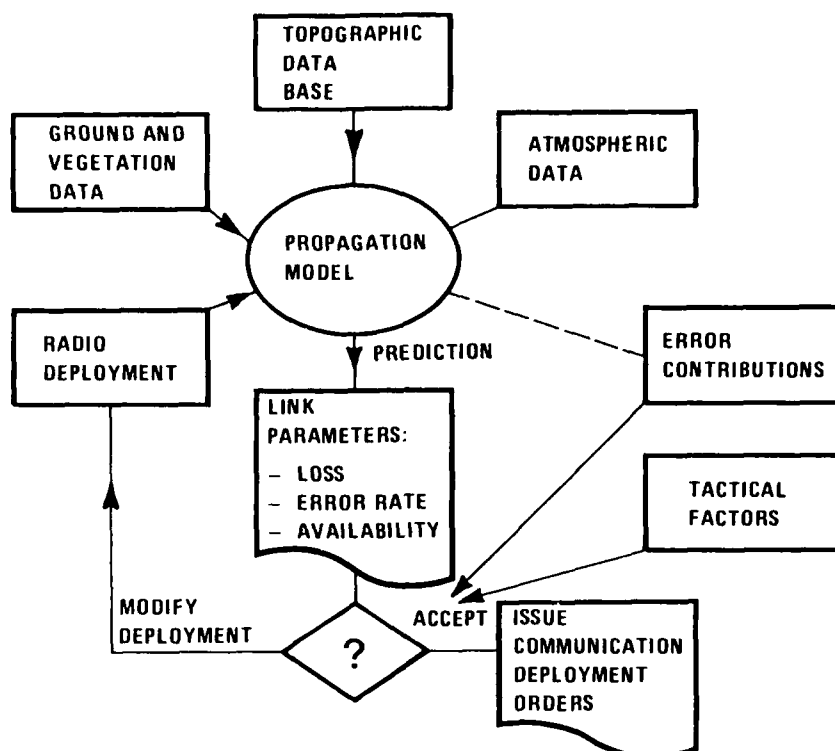 TOPOGRAPHIC
DATA
BASE
GROUND AND
VEGETATION
DATA
ATMOSPHERIC
DATA
PROPAGATION
MODEL
RADIO
DEPLOYMENT
PREDICTION
ERROR
CONTRIBUTIONS
LINK
PARAMETERS:
– LOSS
– ERROR RATE
– AVAILABILITY
TACTICAL
FACTORS
MODIFY
DEPLOYMENT
?
ACCEPT
ISSUE
COMMUNICATION
DEPLOYMENT
ORDERS